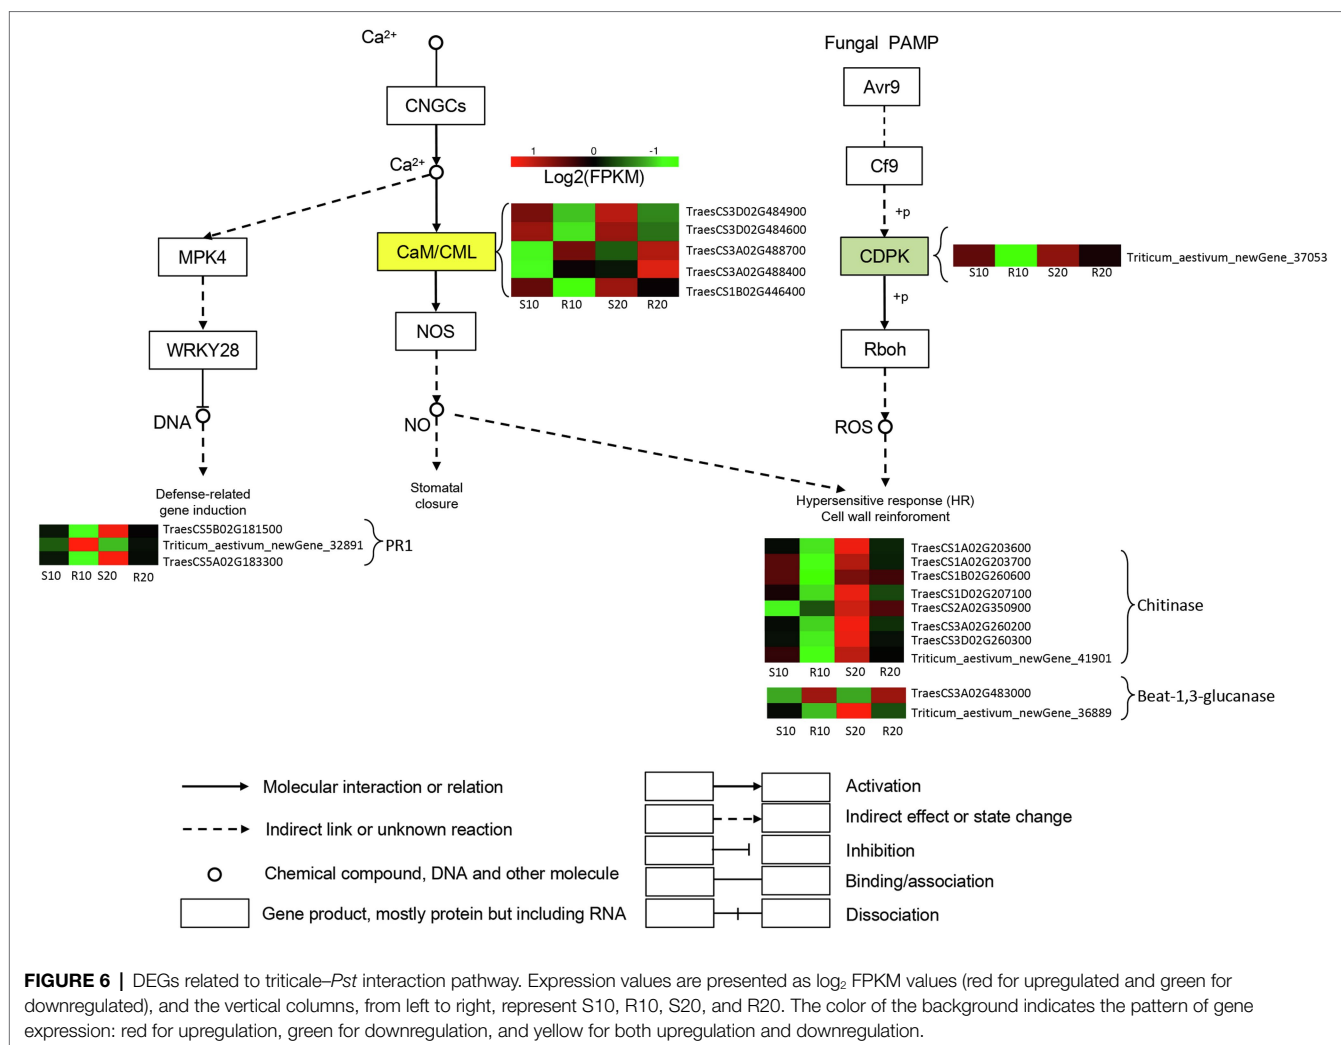 Ca²⁺
CNGCs
Ca²⁺
1 0 -1
Log2(FPKM)
Fungal PAMP
Avr9
Cf9
+p
MPK4
CaM/CML
TraesCS3D02G484900
TraesCS3D02G484600
TraesCS3A02G488700
TraesCS3A02G488400
TraesCS1B02G446400
S10 R10 S20 R20
CDPK
Triticum_aestivum_newGene_37053
S10 R10 S20 R20
+p
WRKY28
NOS
Rboh
DNA
NO
ROS
Defense-related
gene induction
Stomatal
closure
Hypersensitive response (HR)
Cell wall reinforoment
TraesCS5B02G181500
Triticum_aestivum_newGene_32891
TraesCS5A02G183300
PR1
S10 R10 S20 R20
TraesCS1A02G203600
TraesCS1A02G203700
TraesCS1B02G260600
TraesCS1D02G207100
TraesCS2A02G350900
TraesCS3A02G260200
TraesCS3D02G260300
Triticum_aestivum_newGene_41901
Chitinase
S10 R10 S20 R20
TraesCS3A02G483000
Triticum_aestivum_newGene_36889
Beat-1,3-glucanase
S10 R10 S20 R20
Molecular interaction or relation
Indirect link or unknown reaction
Chemical compound, DNA and other molecule
Gene product, mostly protein but including RNA
Activation
Indirect effect or state change
Inhibition
Binding/association
Dissociation
FIGURE 6 | DEGs related to triticale–Pst interaction pathway. Expression values are presented as log₂ FPKM values (red for upregulated and green for
downregulated), and the vertical columns, from left to right, represent S10, R10, S20, and R20. The color of the background indicates the pattern of gene
expression: red for upregulation, green for downregulation, and yellow for both upregulation and downregulation.